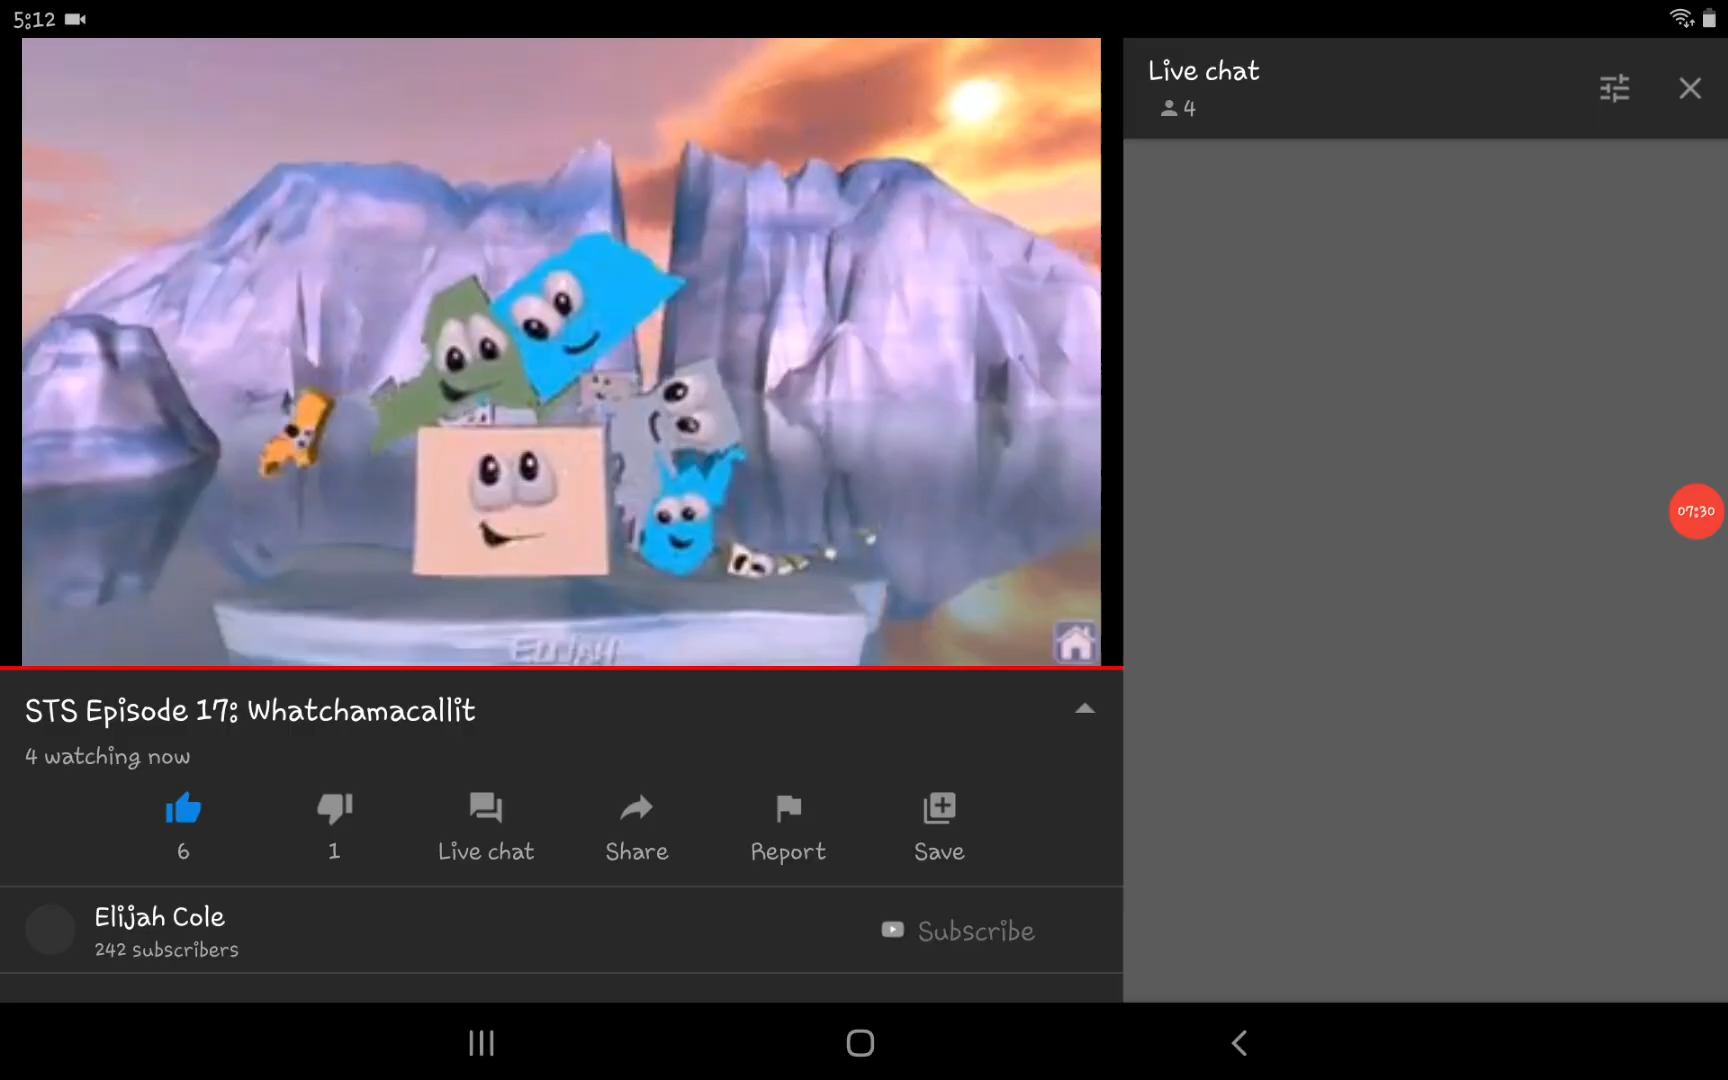 5:12
Live chat
4
07:30
ELIJAH
STS Episode 17: Whatchamacallit
4 watching now
6
1
Live chat
Share
Report
Save
Elijah Cole
242 subscribers
Subscribe